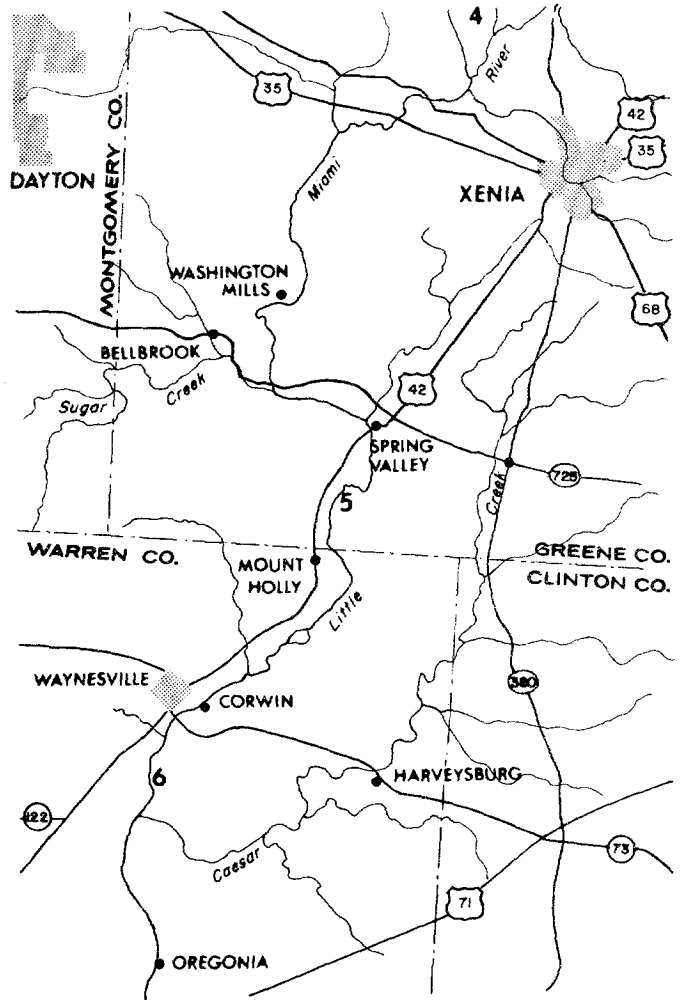 4
River
35
42
35
MONTGOMERY CO.
DAYTON
Miami
XENIA
WASHINGTON
MILLS
68
BELLBROOK
Creek
42
Sugar
SPRING
VALLEY
725
Creek
5
WARREN CO.
GREENE CO.
MOUNT
HOLLY
CLINTON CO.
Little
WAYNESVILLE
380
CORWIN
6
HARVEYSBURG
122
73
Caesar
71
OREGONIA